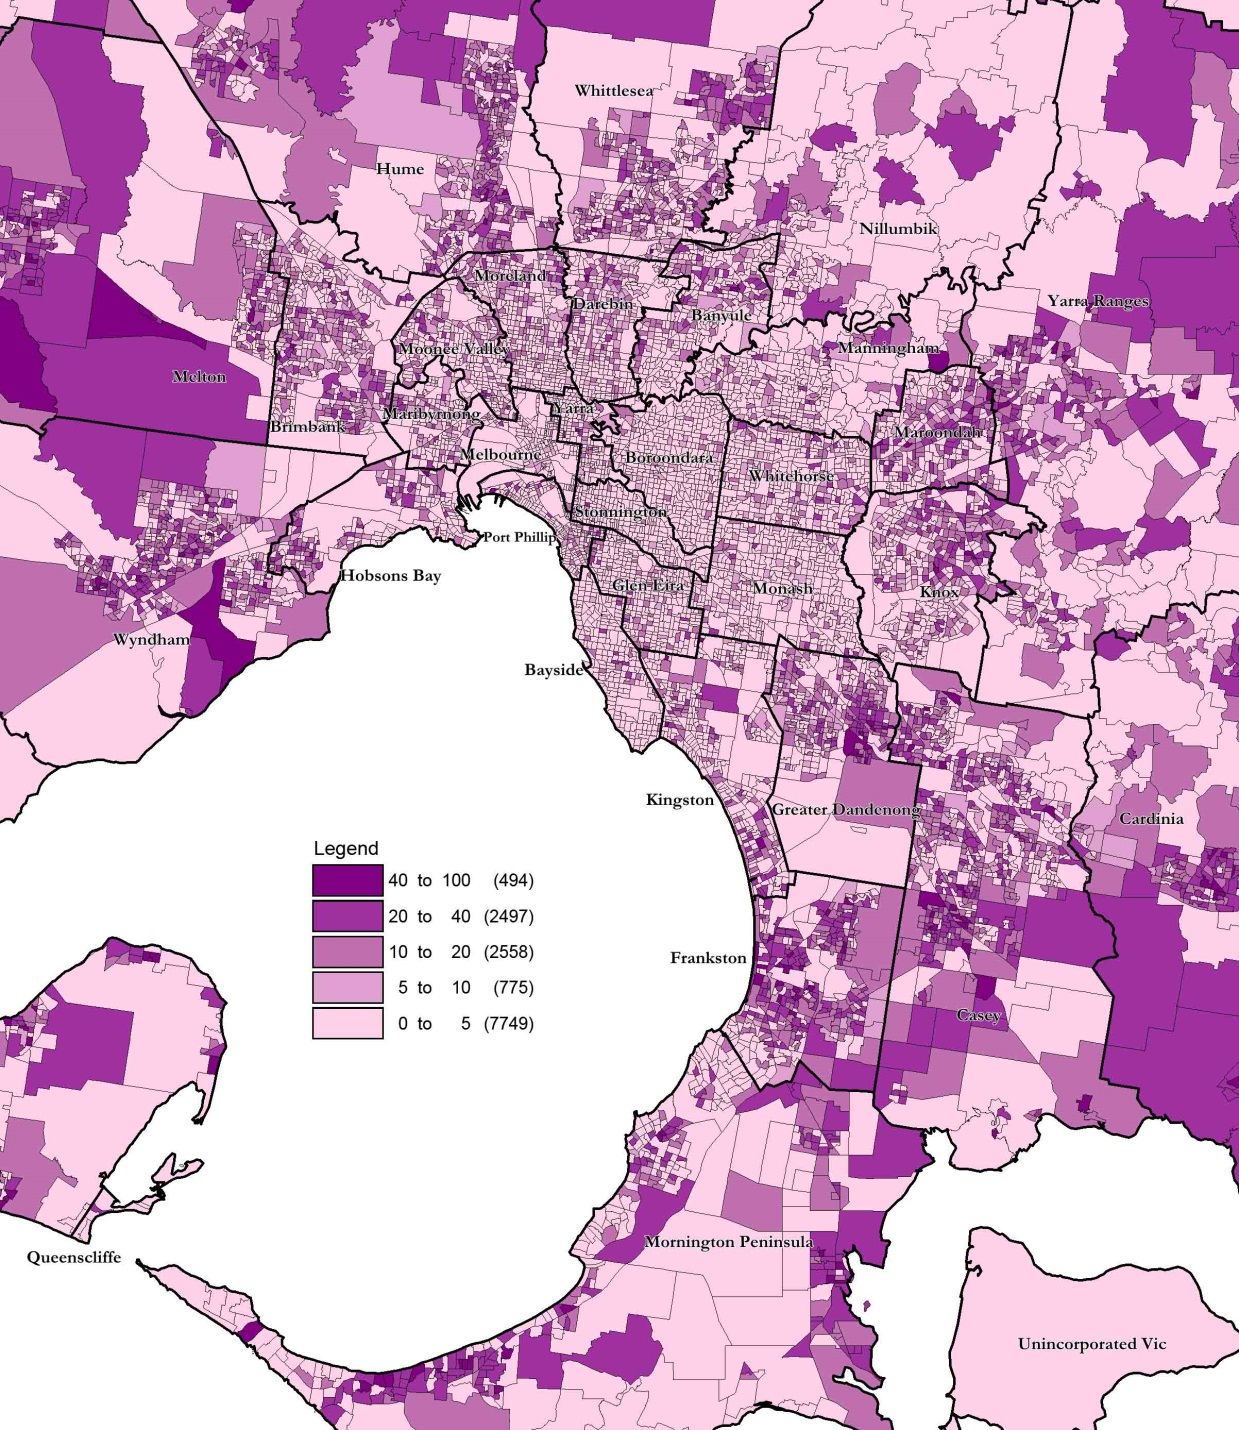 Whittlesea
Hume
Nillumbik
Moreland
Darebin
Yarra Ranges
Banyule
Moonee Valley
Manningham
Melton
Maribyrnong
Yarra
Brimbank
Maroondah
Melbourne
Boroondara
Whitehorse
Stonnington
Port Phillip
Hobsons Bay
Glen Eira
Monash
Knox
Wyndham
Bayside
Kingston
Greater Dandenong
Cardinia
Legend
40 to 100 (494)
20 to 40 (2497)
10 to 20 (2558)
5 to 10 (775)
0 to 5 (7749)
Frankston
Casey
Mornington Peninsula
Queenscliffe
Unincorporated Vic